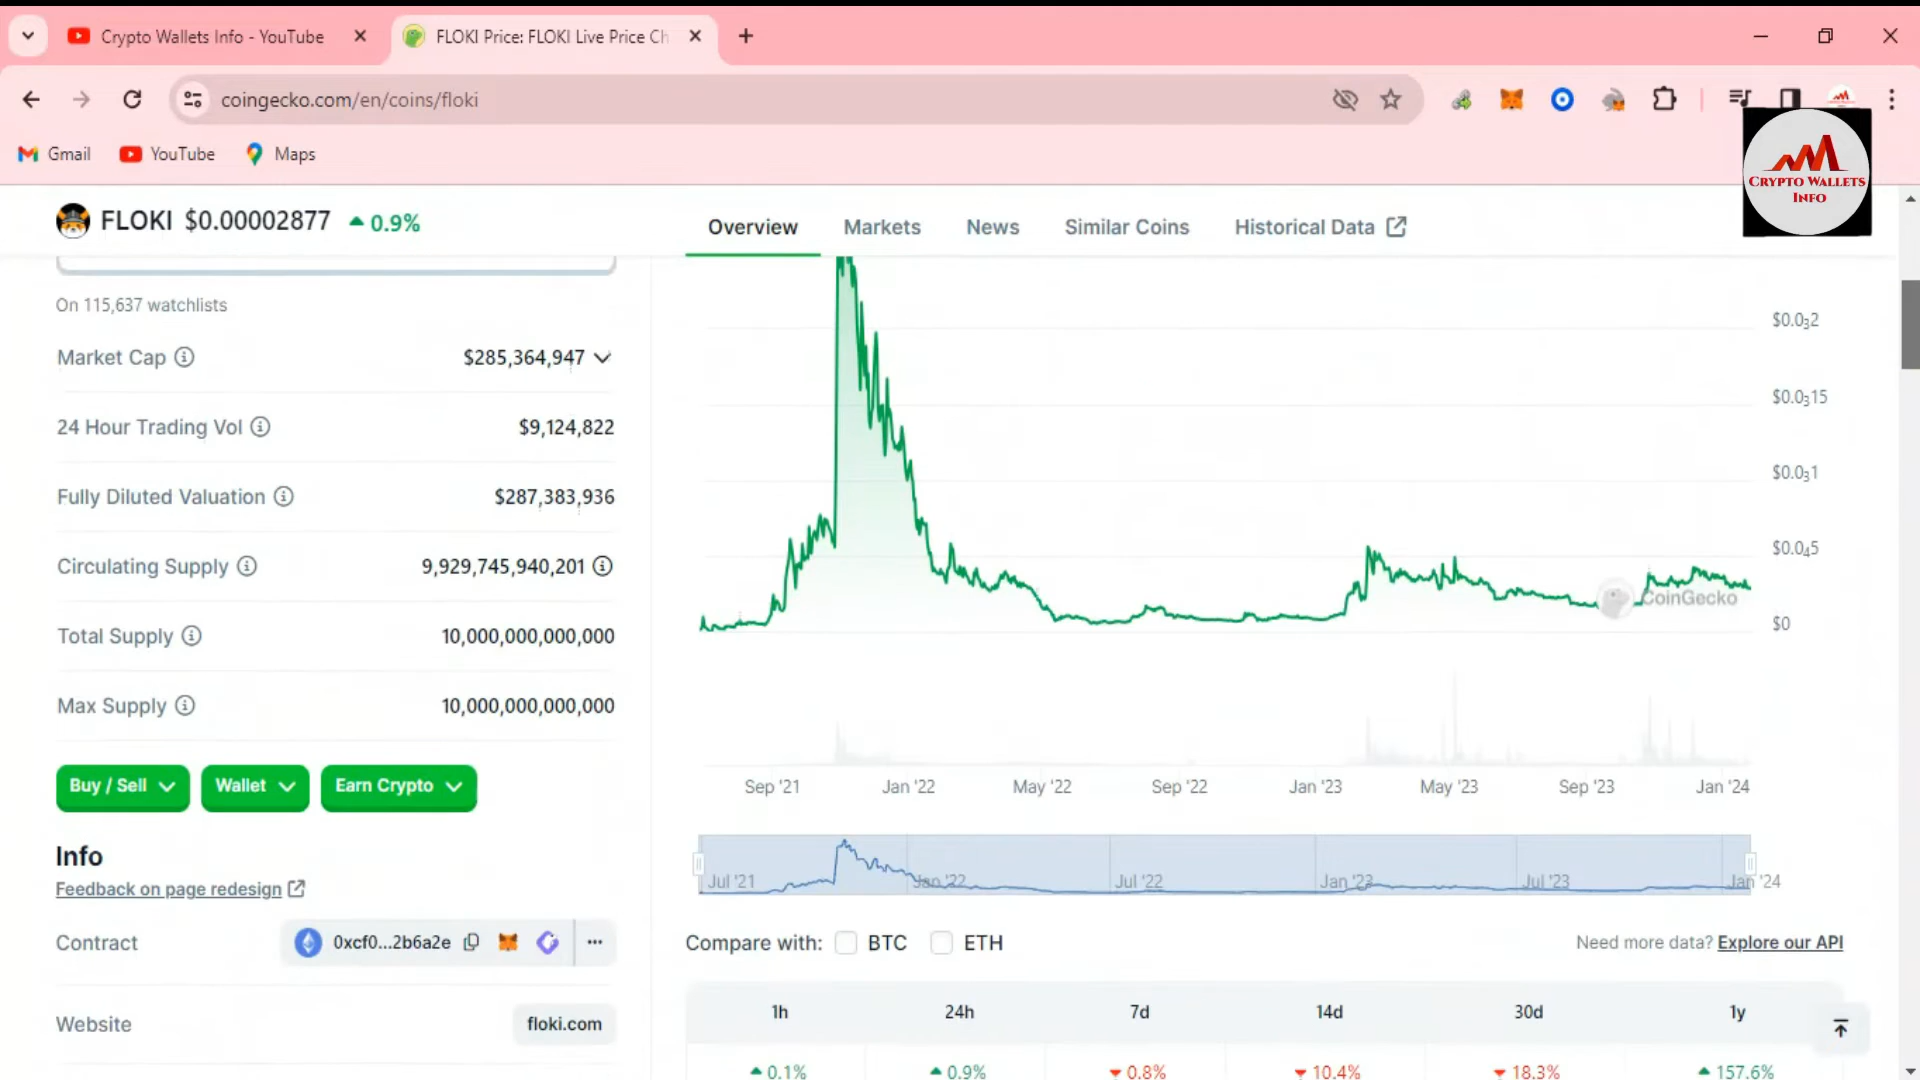 Crypto Wallets Info - YouTube
FLOKI Price: FLOKI Live Price Ch
coingecko.com/en/coins/floki
Gmail
YouTube
Maps
CRYPTO WALLETS
INFO
FLOKI $0.00002877 0.9%
Overview
Markets
News
Similar Coins
Historical Data
On 115,637 watchlists
Market Cap
$285,364,947
24 Hour Trading Vol
$9,124,822
Fully Diluted Valuation
$287,383,936
Circulating Supply
9,929,745,940,201
Total Supply
10,000,000,000,000
Max Supply
10,000,000,000,000
Buy / Sell
Wallet
Earn Crypto
Info
Feedback on page redesign
Contract
0xcf0...2b6a2e
Website
floki.com
$0.0₃2
$0.0₃15
$0.0₃1
$0.0₄5
$0
CoinGecko
Sep '21
Jan '22
May '22
Sep '22
Jan '23
May '23
Sep '23
Jan '24
Jul '21
Jan '22
Jul '22
Jan '23
Jul '23
Jan '24
Compare with:
BTC
ETH
Need more data? Explore our API
1h
24h
7d
14d
30d
1y
0.1%
0.9%
0.8%
10.4%
18.3%
157.6%